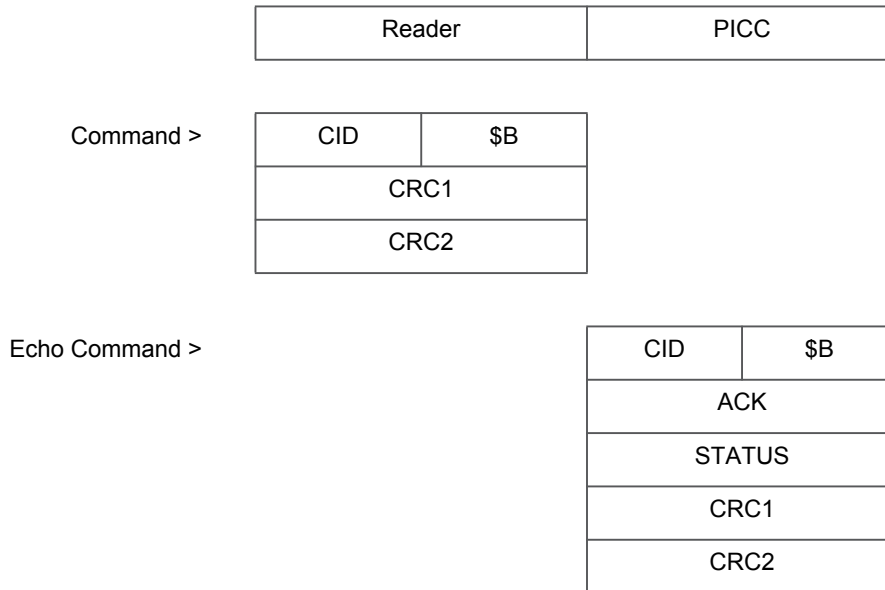 Reader PICC
Command > CID $B
CRC1
CRC2
Echo Command > CID $B
ACK
STATUS
CRC1
CRC2